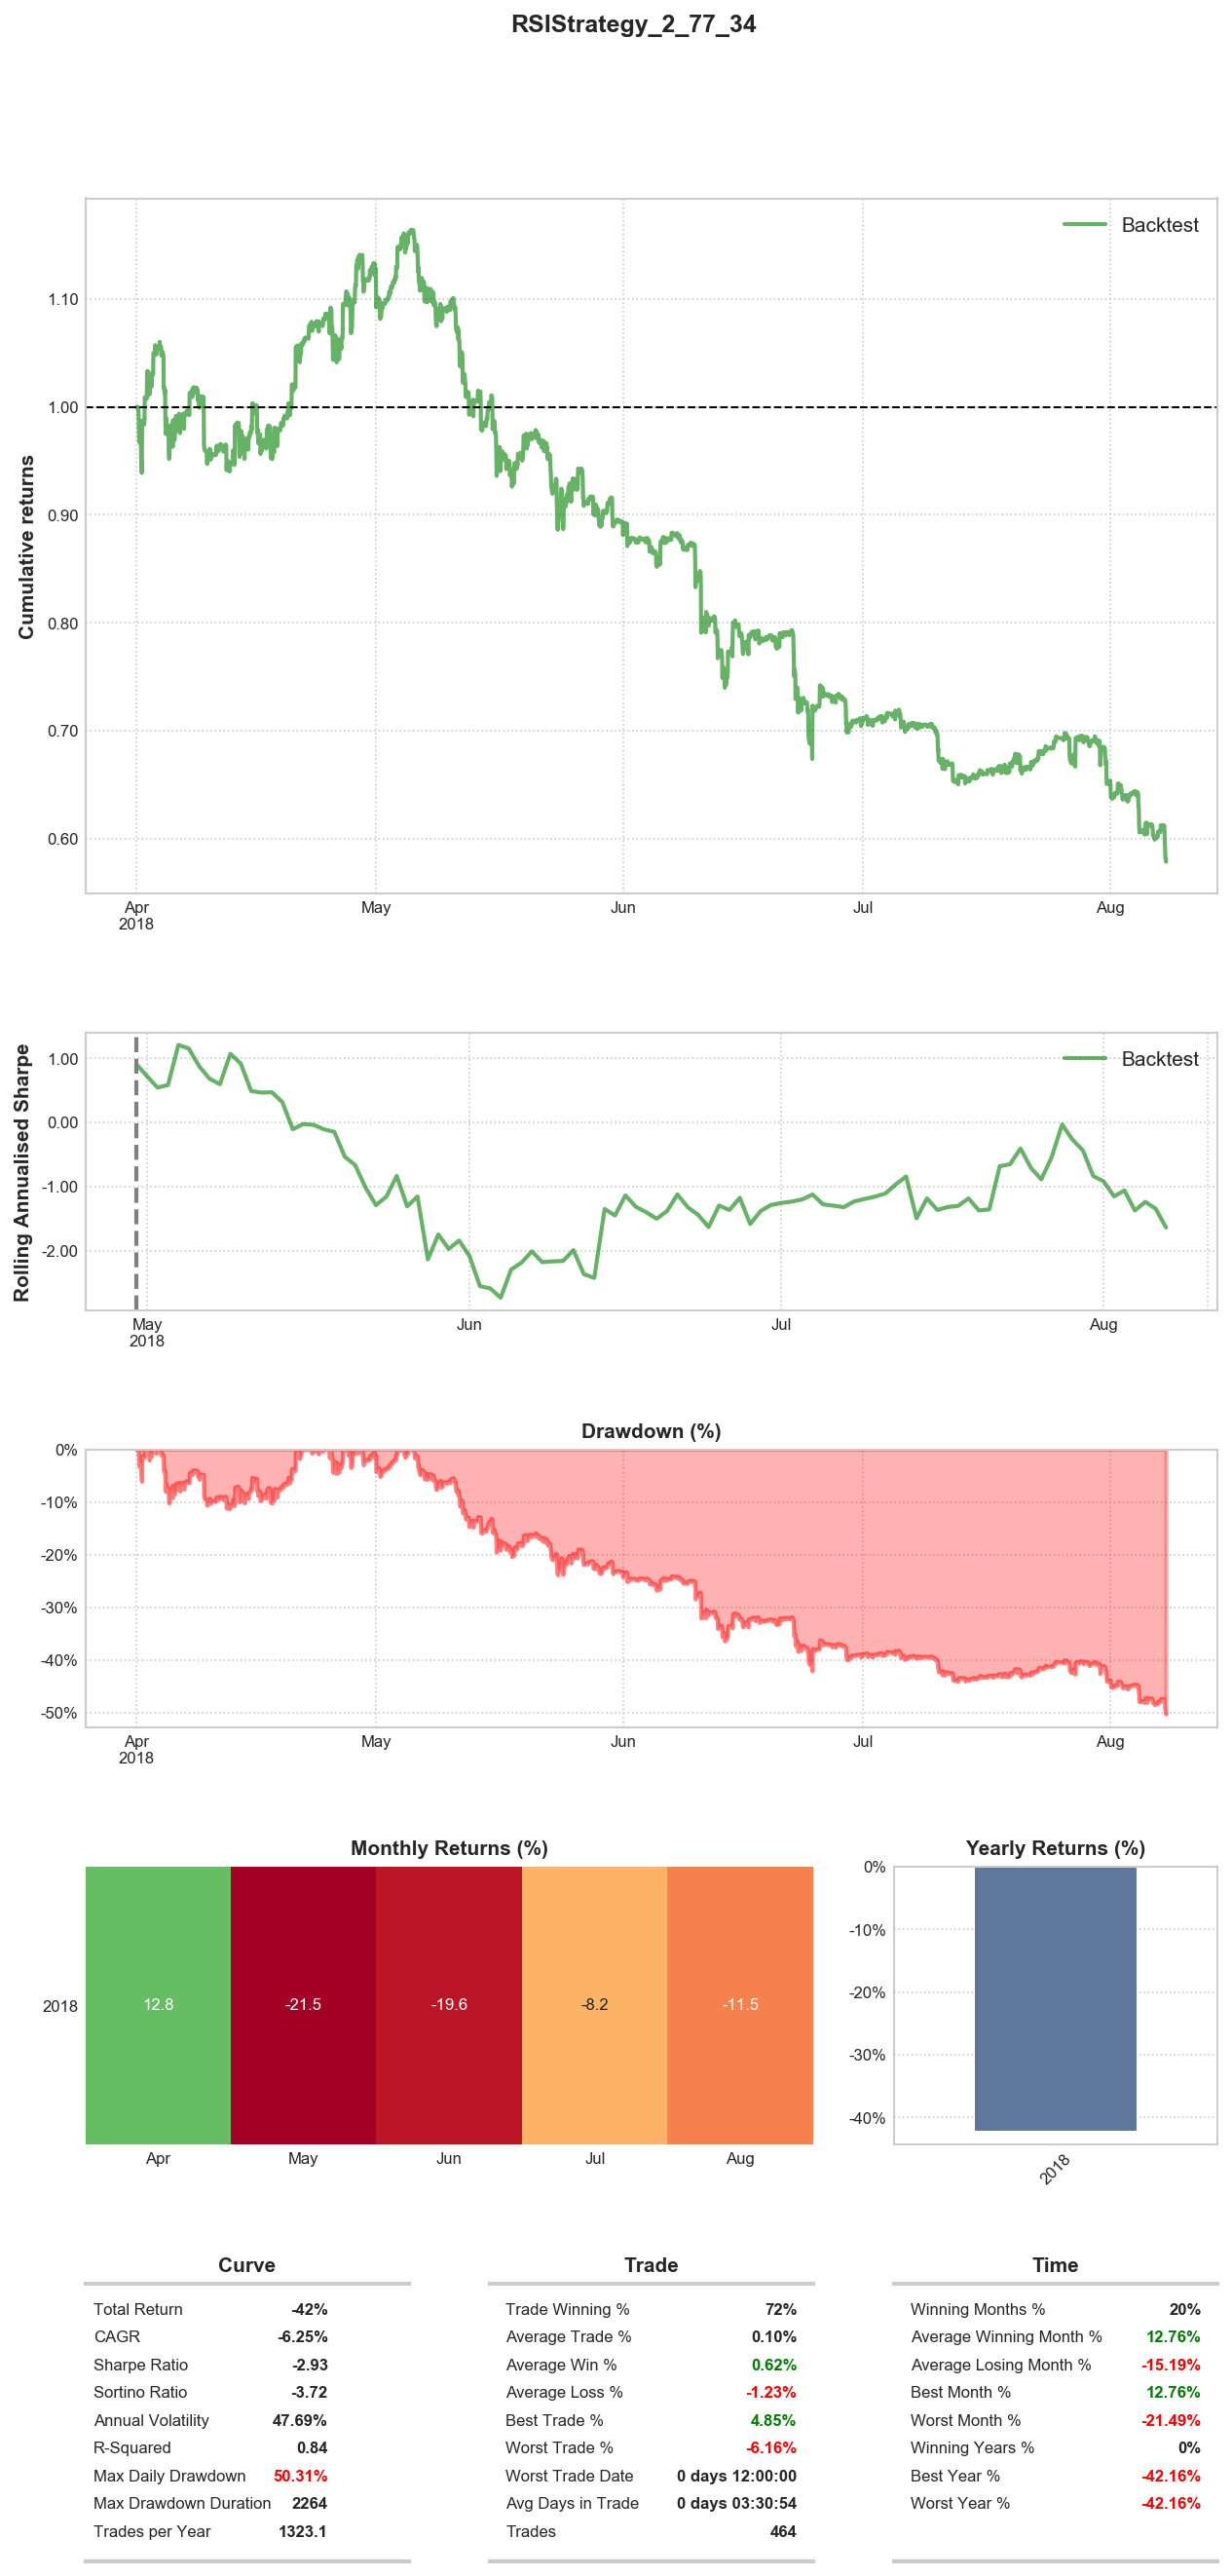 RSIStrategy_2_77_34
Backtest
Cumulative returns
1.10
1.00
0.90
0.80
0.70
0.60
Apr
2018
May
Jun
Jul
Aug
Backtest
Rolling Annualised Sharpe
1.00
0.00
-1.00
-2.00
May
2018
Jun
Jul
Aug
Drawdown (%)
0%
-10%
-20%
-30%
-40%
-50%
Apr
2018
May
Jun
Jul
Aug
Monthly Returns (%)
2018
12.8
-21.5
-19.6
-8.2
-11.5
Apr
May
Jun
Jul
Aug
Yearly Returns (%)
0%
-10%
-20%
-30%
-40%
2018
Curve
Total Return -42%
CAGR -6.25%
Sharpe Ratio -2.93
Sortino Ratio -3.72
Annual Volatility 47.69%
R-Squared 0.84
Max Daily Drawdown 50.31%
Max Drawdown Duration 2264
Trades per Year 1323.1
Trade
Trade Winning % 72%
Average Trade % 0.10%
Average Win % 0.62%
Average Loss % -1.23%
Best Trade % 4.85%
Worst Trade % -6.16%
Worst Trade Date 0 days 12:00:00
Avg Days in Trade 0 days 03:30:54
Trades 464
Time
Winning Months % 20%
Average Winning Month % 12.76%
Average Losing Month % -15.19%
Best Month % 12.76%
Worst Month % -21.49%
Winning Years % 0%
Best Year % -42.16%
Worst Year % -42.16%